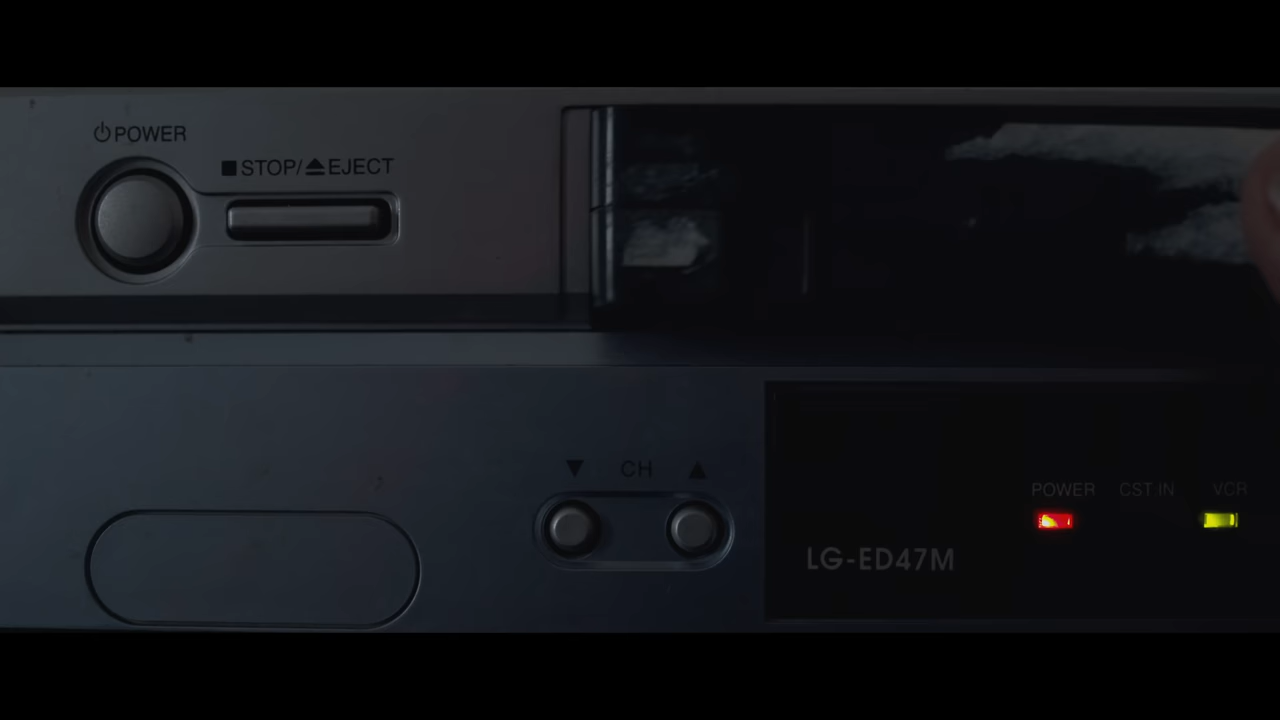 POWER
STOP/ EJECT
CH
POWER CST IN VCR
LG-ED47M